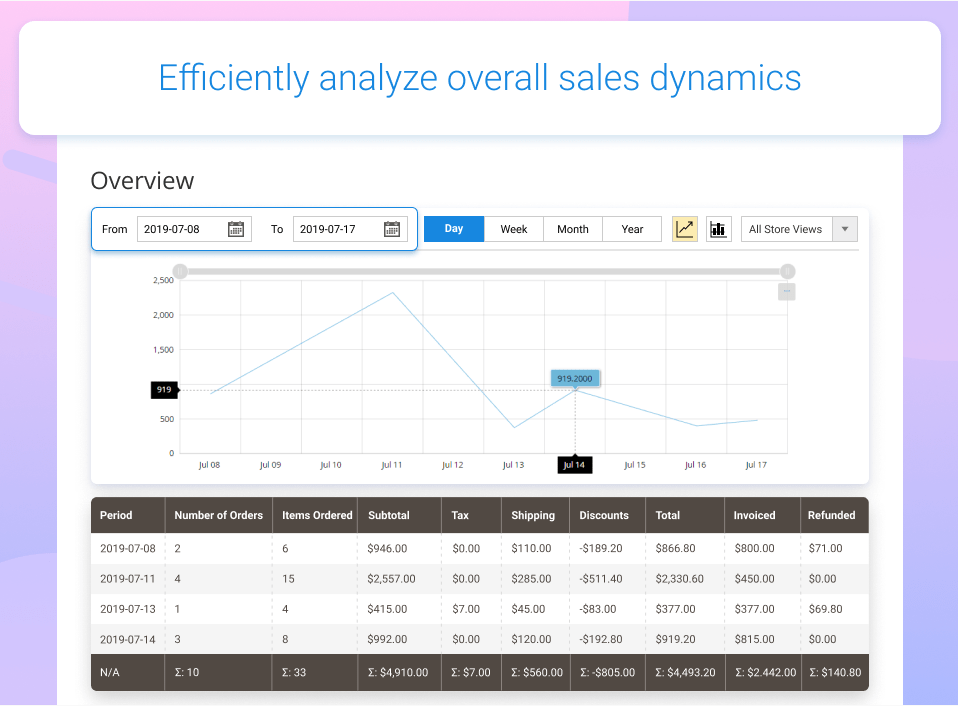 Efficiently analyze overall sales dynamics
Overview
From 2019-07-08 To 2019-07-17 Day Week Month Year All Store Views
2,500
2,000
1,500
919
919.2000
500
0
Jul 08 Jul 09 Jul 10 Jul 11 Jul 12 Jul 13 Jul 14 Jul 15 Jul 16 Jul 17
Period Number of Orders Items Ordered Subtotal Tax Shipping Discounts Total Invoiced Refunded
2019-07-08 2 6 $946.00 $0.00 $110.00 -$189.20 $866.80 $800.00 $71.00
2019-07-11 4 15 $2,557.00 $0.00 $285.00 -$511.40 $2,330.60 $450.00 $0.00
2019-07-13 1 4 $415.00 $7.00 $45.00 -$83.00 $377.00 $377.00 $69.80
2019-07-14 3 8 $992.00 $0.00 $120.00 -$192.80 $919.20 $815.00 $0.00
N/A Σ: 10 Σ: 33 Σ: $4,910.00 Σ: $7.00 Σ: $560.00 Σ: -$805.00 Σ: $4,493.20 Σ: $2.442.00 Σ: $140.80